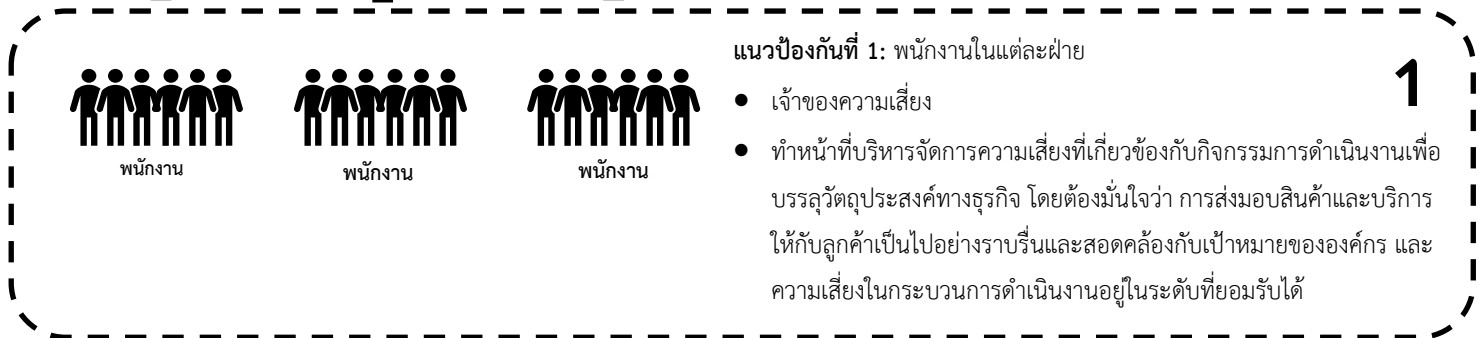 แนวป้องกันที่ 1: พนักงานในแต่ละฝ่าย
1
● เจ้าของความเสี่ยง
● ทำหน้าที่บริหารจัดการความเสี่ยงที่เกี่ยวข้องกับกิจกรรมการดำเนินงานเพื่อ
บรรลุวัตถุประสงค์ทางธุรกิจ โดยต้องมั่นใจว่า การส่งมอบสินค้าและบริการ
ให้กับลูกค้าเป็นไปอย่างราบรื่นและสอดคล้องกับเป้าหมายขององค์กร และ
ความเสี่ยงในกระบวนการดำเนินงานอยู่ในระดับที่ยอมรับได้
พนักงาน
พนักงาน
พนักงาน